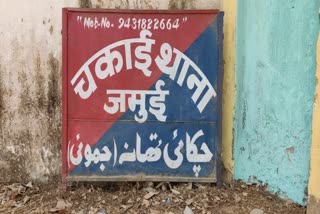 "Mob.No. 9431822664"
चकाई थाना
जमुई
چکائی تھانہ (جموئی)